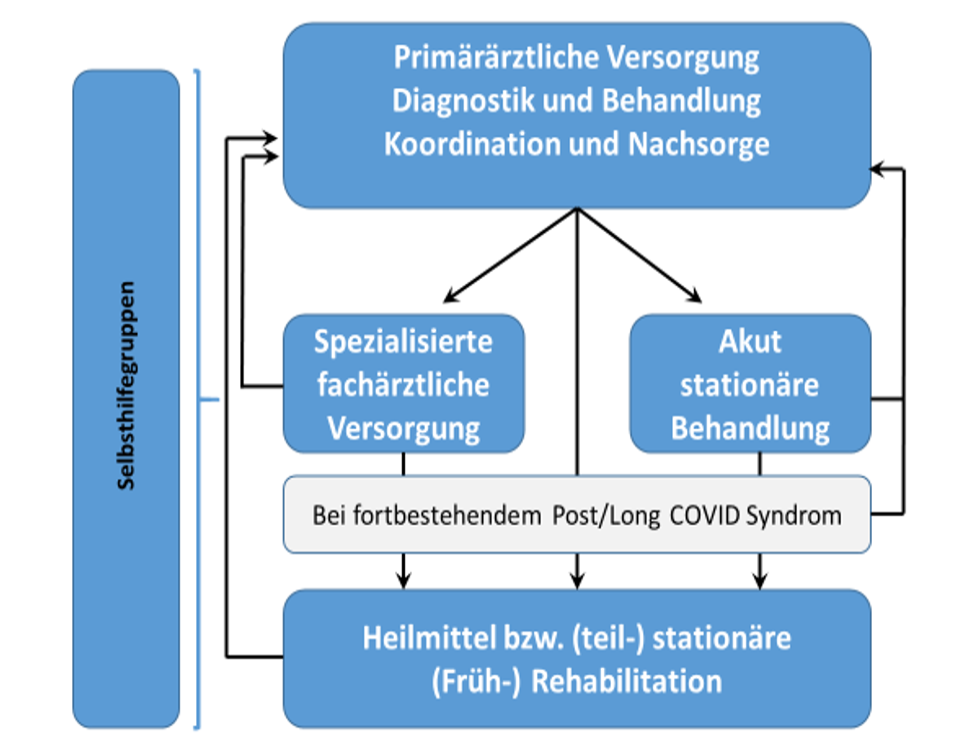 Primärärztliche Versorgung
Diagnostik und Behandlung
Koordination und Nachsorge
Selbsthilfegruppen
Spezialisierte
fachärztliche
Versorgung
Akut
stationäre
Behandlung
Bei fortbestehendem Post/Long COVID Syndrom
Heilmittel bzw. (teil-) stationäre
(Früh-) Rehabilitation